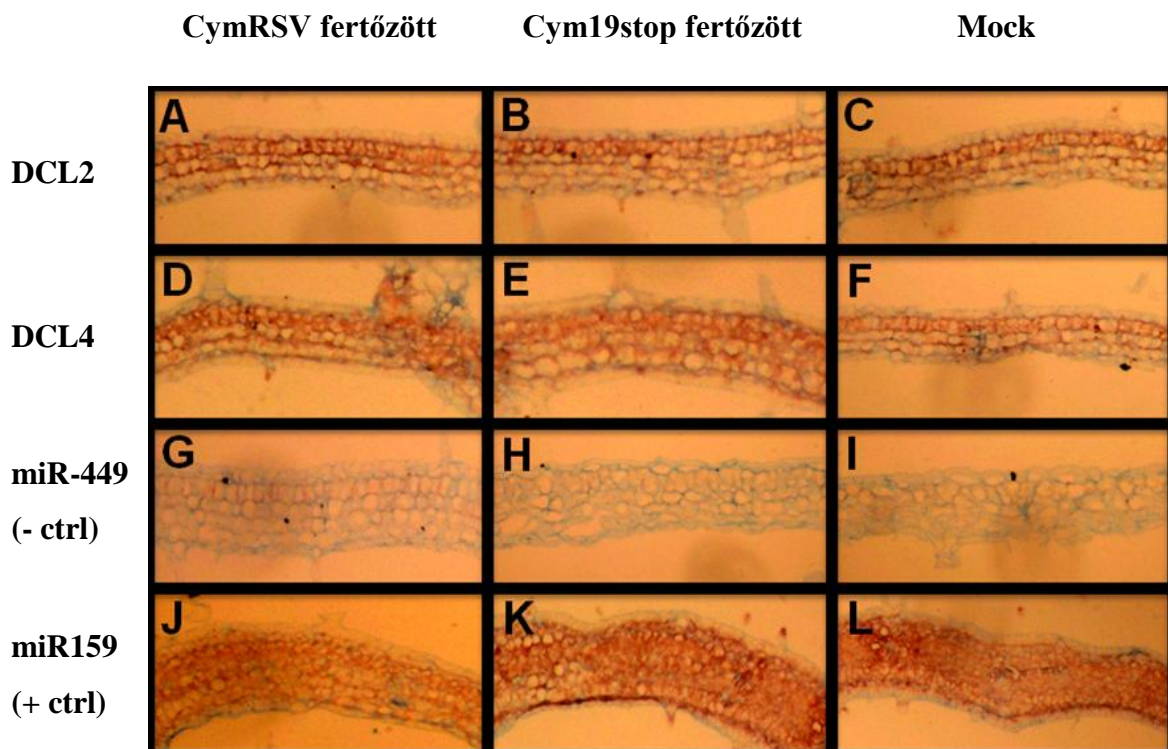 CymRSV fertőzött Cym19stop fertőzött Mock
DCL2 A B C
DCL4 D E F
miR-449 G H I
(- ctrl)
miR159 J K L
(+ ctrl)